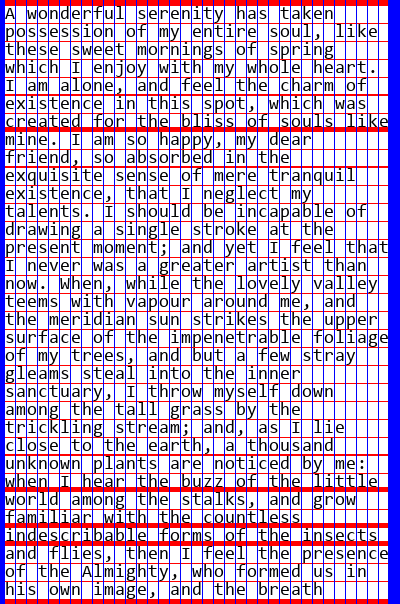 A wonderful serenity has taken
possession of my entire soul, like
these sweet mornings of spring
which I enjoy with my whole heart.
I am alone, and feel the charm of
existence in this spot, which was
created for the bliss of souls like
mine. I am so happy, my dear
friend, so absorbed in the
exquisite sense of mere tranquil
existence, that I neglect my
talents. I should be incapable of
drawing a single stroke at the
present moment; and yet I feel that
I never was a greater artist than
now. When, while the lovely valley
teems with vapour around me, and
the meridian sun strikes the upper
surface of the impenetrable foliage
of my trees, and but a few stray
gleams steal into the inner
sanctuary, I throw myself down
among the tall grass by the
trickling stream; and, as I lie
close to the earth, a thousand
unknown plants are noticed by me:
when I hear the buzz of the little
world among the stalks, and grow
familiar with the countless
indescribable forms of the insects
and flies, then I feel the presence
of the Almighty, who formed us in
his own image, and the breath